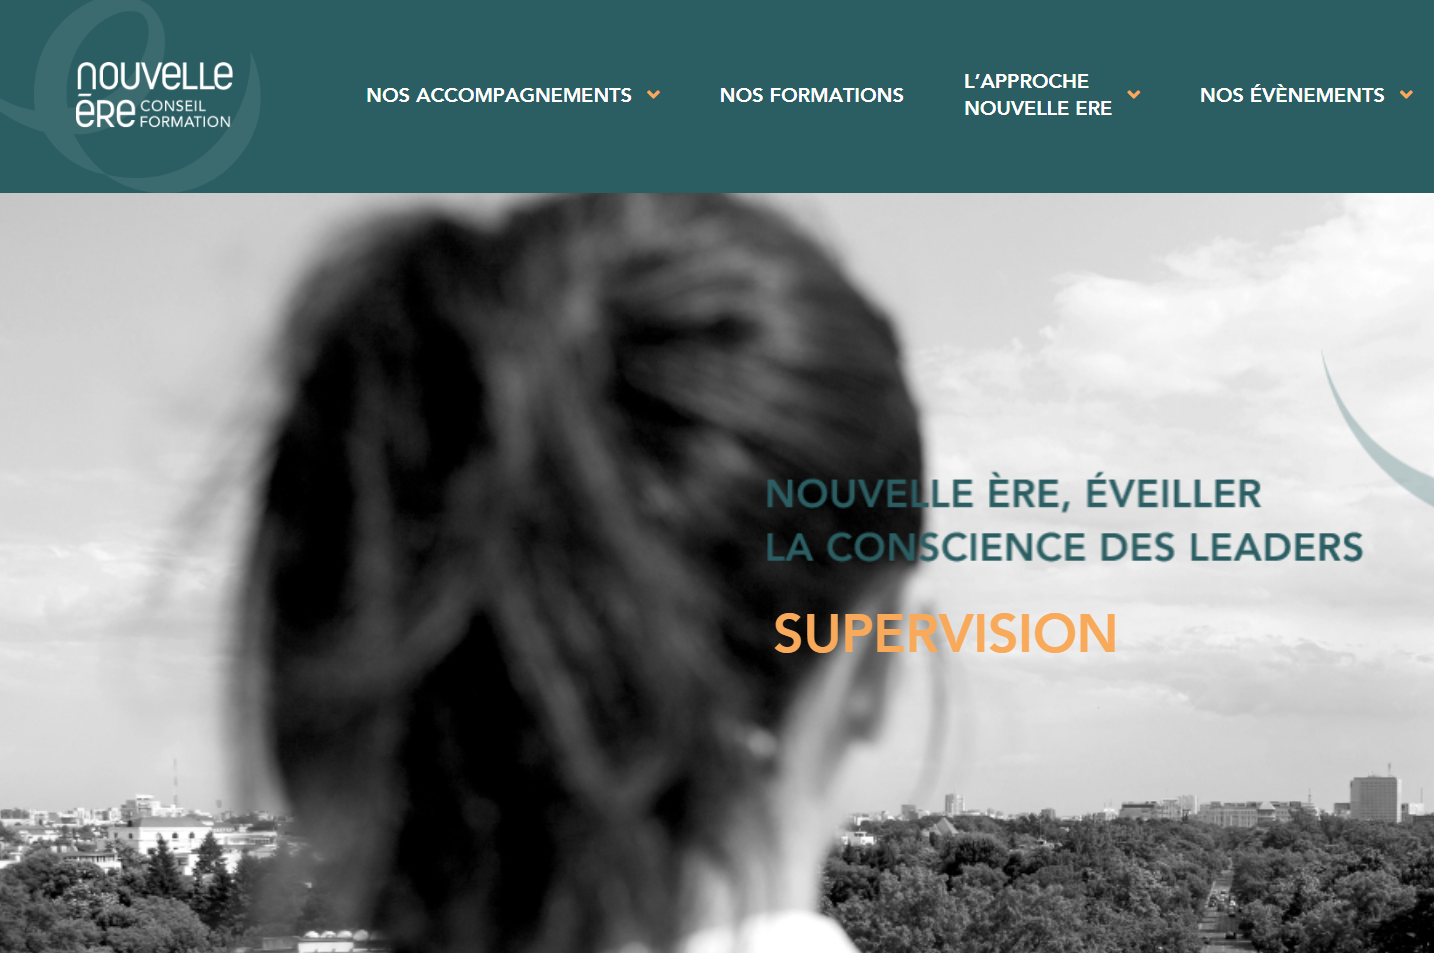 nouvelle
ère CONSEIL
FORMATION
NOS ACCOMPAGNEMENTS
NOS FORMATIONS
L’APPROCHE
NOUVELLE ERE
NOS ÉVÈNEMENTS
NOUVELLE ÈRE, ÉVEILLER
LA CONSCIENCE DES LEADERS
SUPERVISION